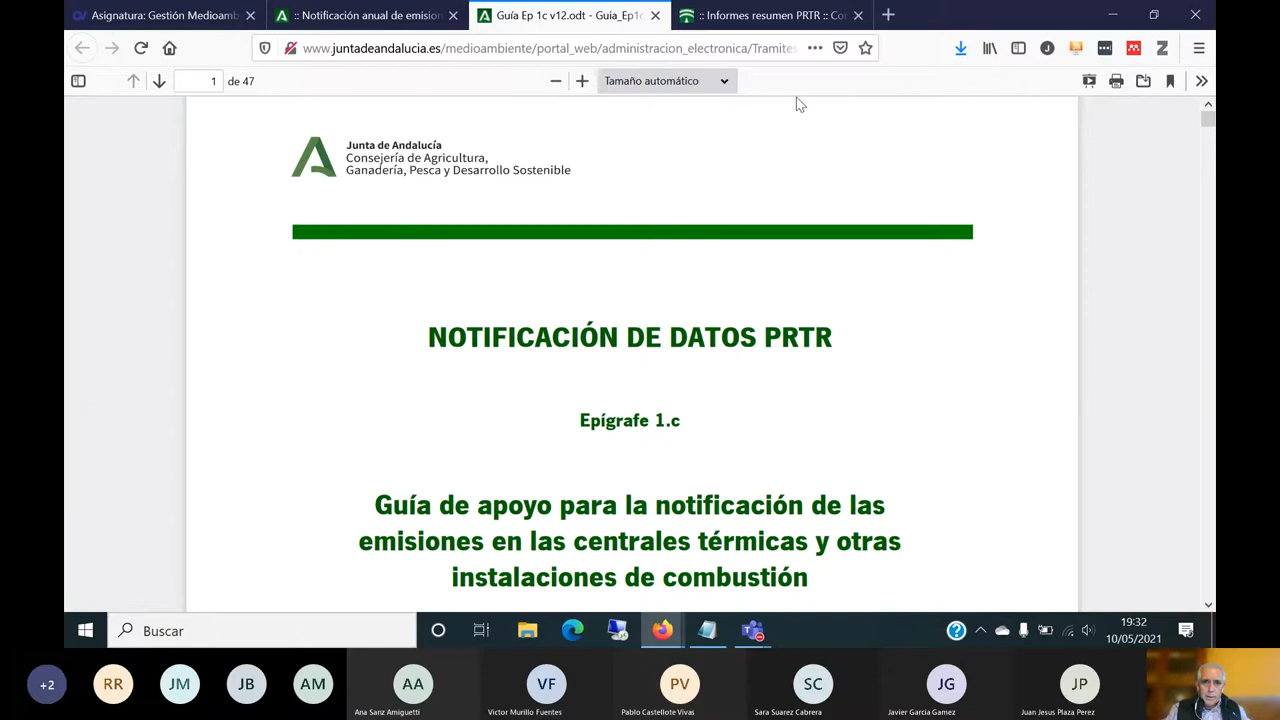 Asignatura: Gestión Medioamb
:: Notificación anual de emision
Guía Ep 1c v12.odt - Guia_Ep1c
:: Informes resumen PRTR :: Co
www.juntadeandalucia.es/medioambiente/portal_web/administracion_electronica/Tramites
1 de 47
Tamaño automático
Junta de Andalucía
Consejería de Agricultura,
Ganadería, Pesca y Desarrollo Sostenible
NOTIFICACIÓN DE DATOS PRTR
Epígrafe 1.c
Guía de apoyo para la notificación de las
emisiones en las centrales térmicas y otras
instalaciones de combustión
Buscar
19:32
10/05/2021
+2
RR
JM
JB
AM
AA
VF
PV
SC
JG
JP
Ana Sanz Amiguetti
Victor Murillo Fuentes
Pablo Castellote Vivas
Sara Suarez Cabrera
Javier Garcia Gamez
Juan Jesus Plaza Perez